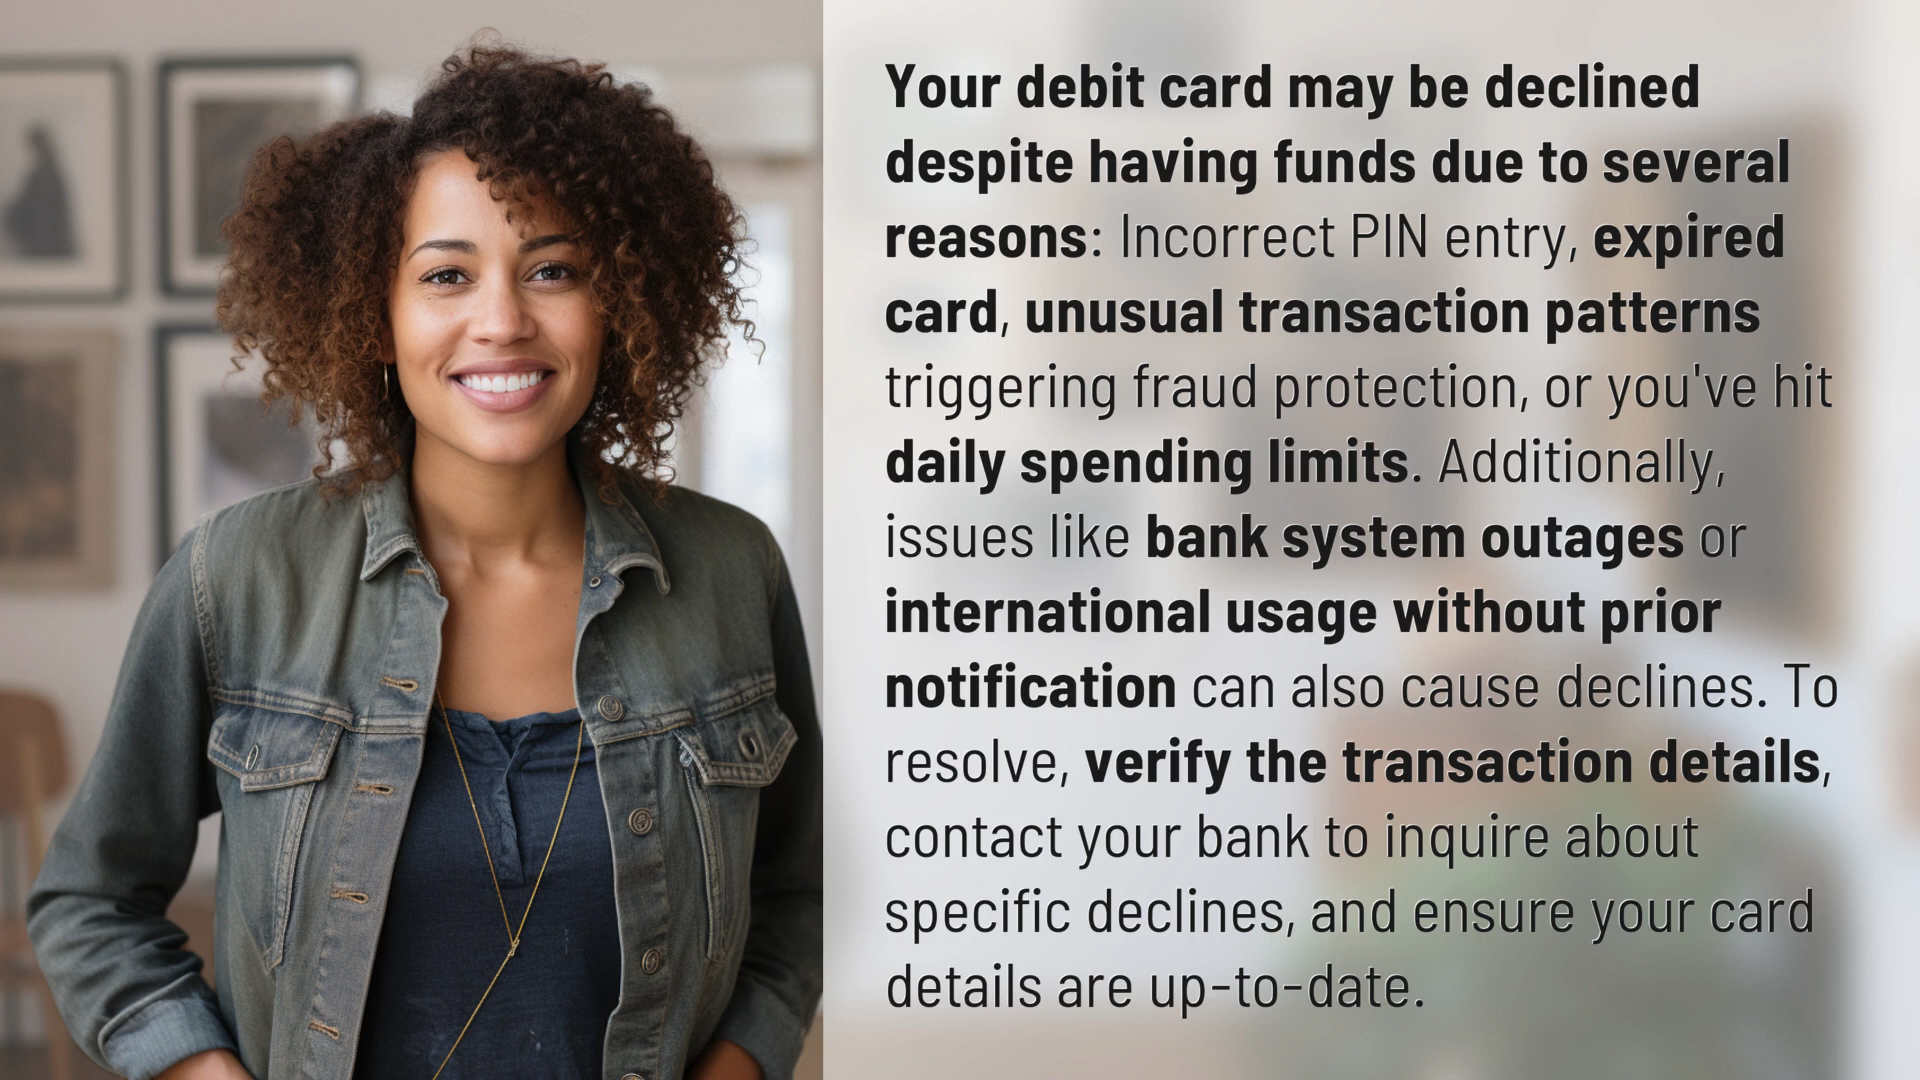 Your debit card may be declined
despite having funds due to several
reasons: Incorrect PIN entry, expired
card, unusual transaction patterns
triggering fraud protection, or you've hit
daily spending limits. Additionally,
issues like bank system outages or
international usage without prior
notification can also cause declines. To
resolve, verify the transaction details,
contact your bank to inquire about
specific declines, and ensure your card
details are up-to-date.